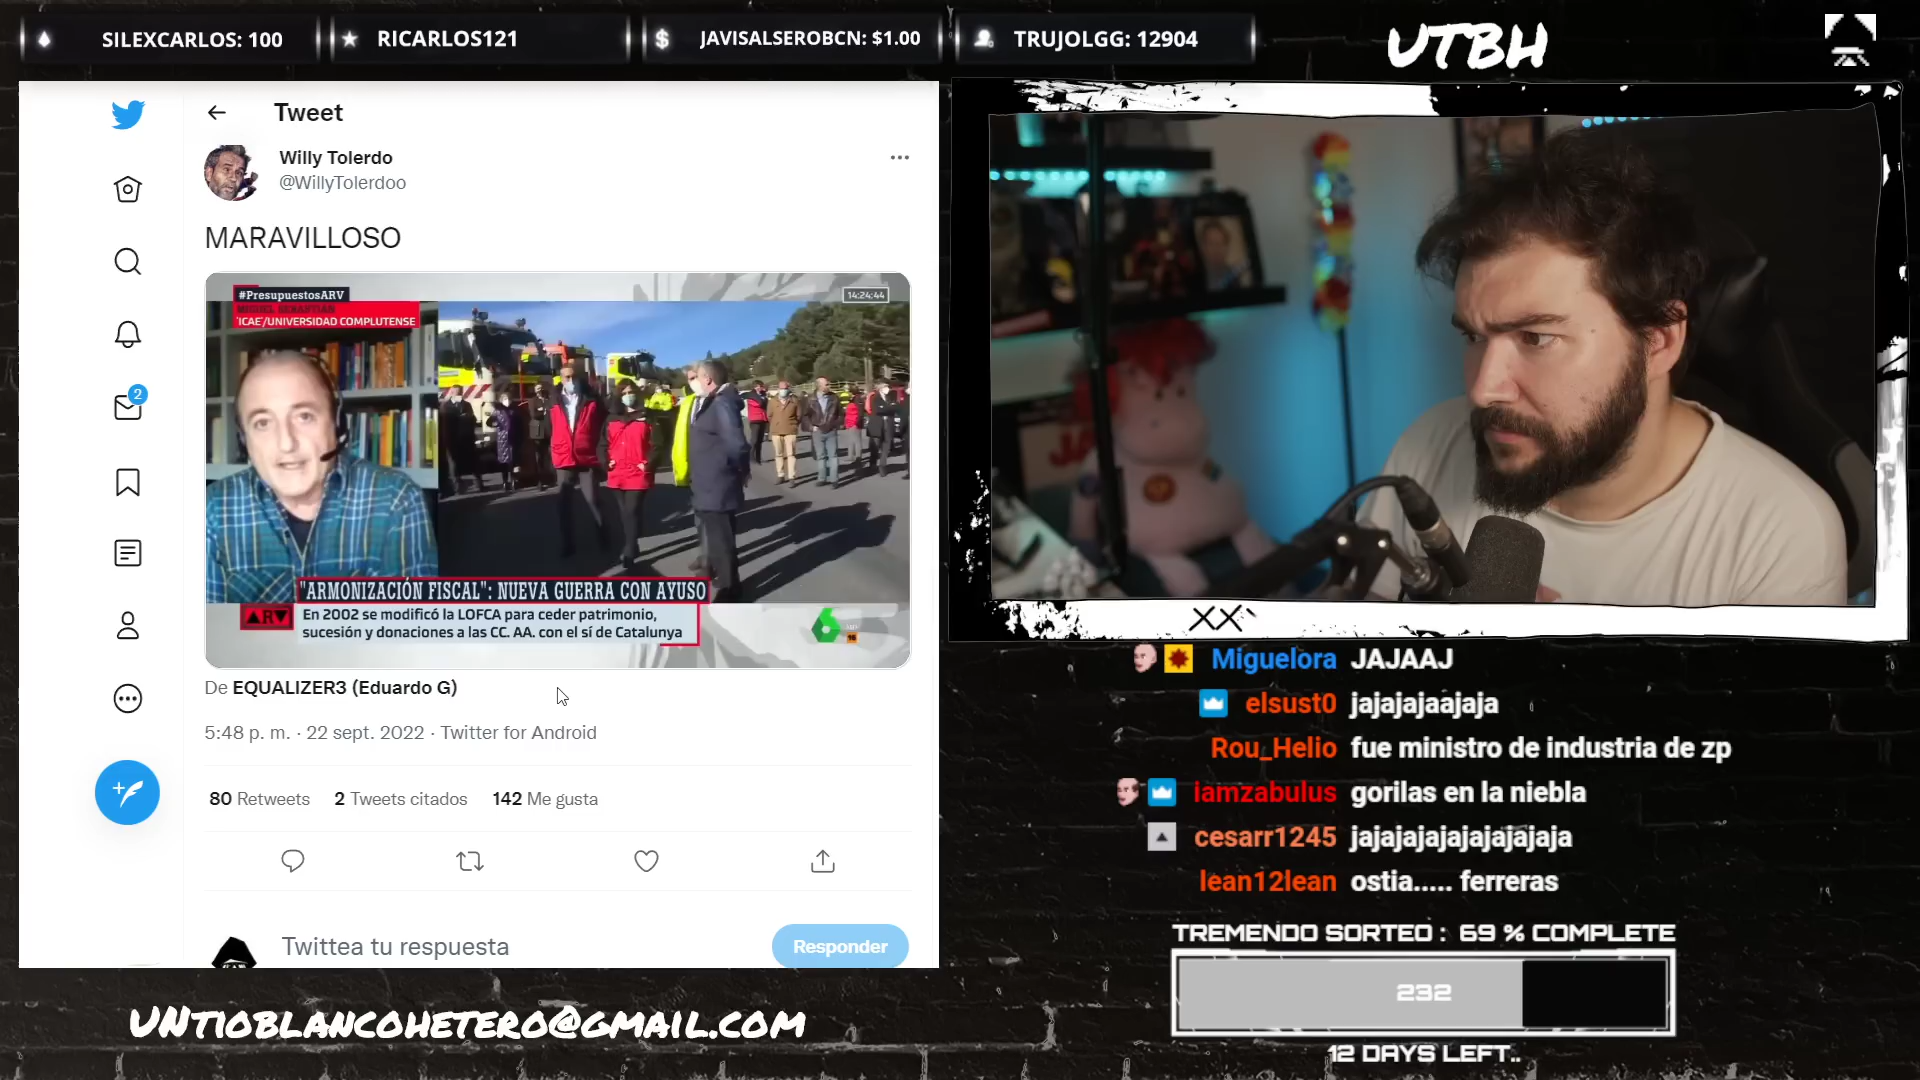 SILEXCARLOS: 100
RICARLOS121
$ JAVISALSEROBCN: $1.00
TRUJOLGG: 12904
UTBH
Tweet
Willy Tolerdo
@WillyTolerdoo
MARAVILLOSO
#PresupuestosARV
14:24:44
'ICAE'/UNIVERSIDAD COMPLUTENSE
"ARMONIZACIÓN FISCAL": NUEVA GUERRA CON AYUSO
ARV
En 2002 se modificó la LOFCA para ceder patrimonio,
sucesión y donaciones a las CC. AA. con el sí de Catalunya
2
De EQUALIZER3 (Eduardo G)
5:48 p. m. · 22 sept. 2022 · Twitter for Android
80 Retweets 2 Tweets citados 142 Me gusta
Twittea tu respuesta
Responder
XX
Miguelora JAJAAJ
elsust0 jajajajaajaja
Rou_Helio fue ministro de industria de zp
iamzabulus gorilas en la niebla
cesarr1245 jajajajajajajajaja
lean12lean ostia..... ferreras
TREMENDO SORTEO : 69 % COMPLETE
232
12 DAYS LEFT..
UNTIOBLANCOHETERO@GMAIL.COM